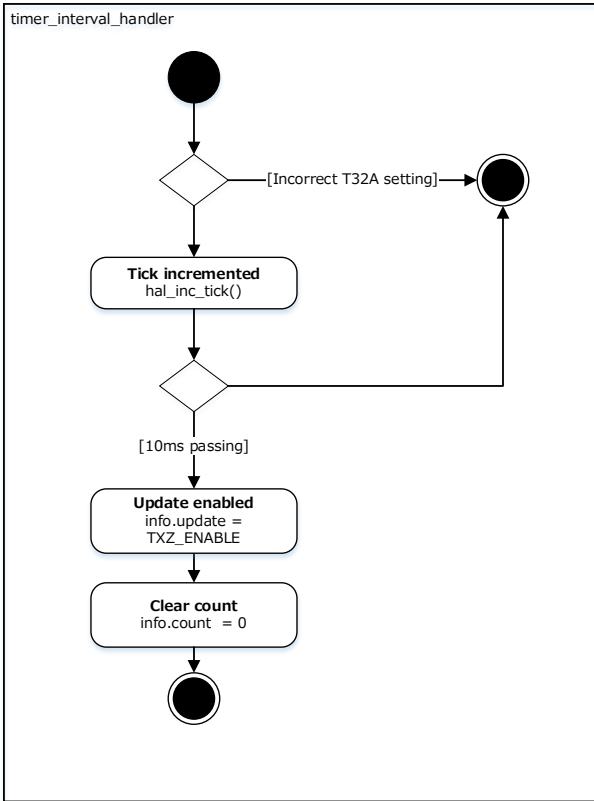 timer_interval_handler
[Incorrect T32A setting]
Tick incremented
hal_inc_tick()
[10ms passing]
Update enabled
info.update =
TXZ_ENABLE
Clear count
info.count  = 0